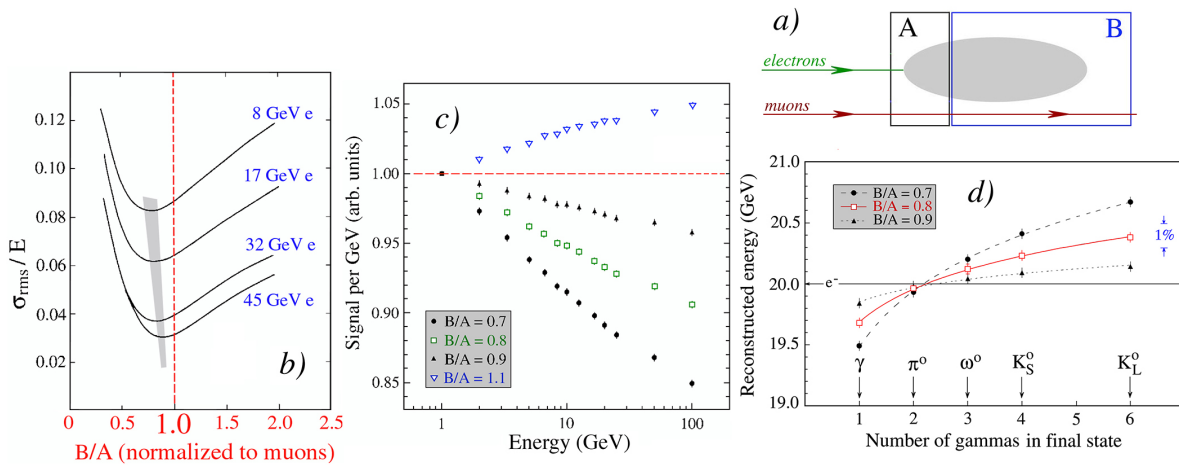 a)
A
B
electrons
muons
b)
σrms / E
0.12
0.10
0.08
0.06
0.04
0.02
8 GeV e
17 GeV e
32 GeV e
45 GeV e
0
0.5
1.0
1.5
2.0
2.5
B/A (normalized to muons)
c)
Signal per GeV (arb. units)
1.05
1.00
0.95
0.90
0.85
B/A = 0.7
B/A = 0.8
B/A = 0.9
B/A = 1.1
1
10
100
Energy (GeV)
d)
Reconstructed energy (GeV)
21.0
20.5
20.0
19.5
19.0
B/A = 0.7
B/A = 0.8
B/A = 0.9
1%
e⁻
γ
π⁰
ω⁰
K⁰S
K⁰L
1
2
3
4
5
6
Number of gammas in final state